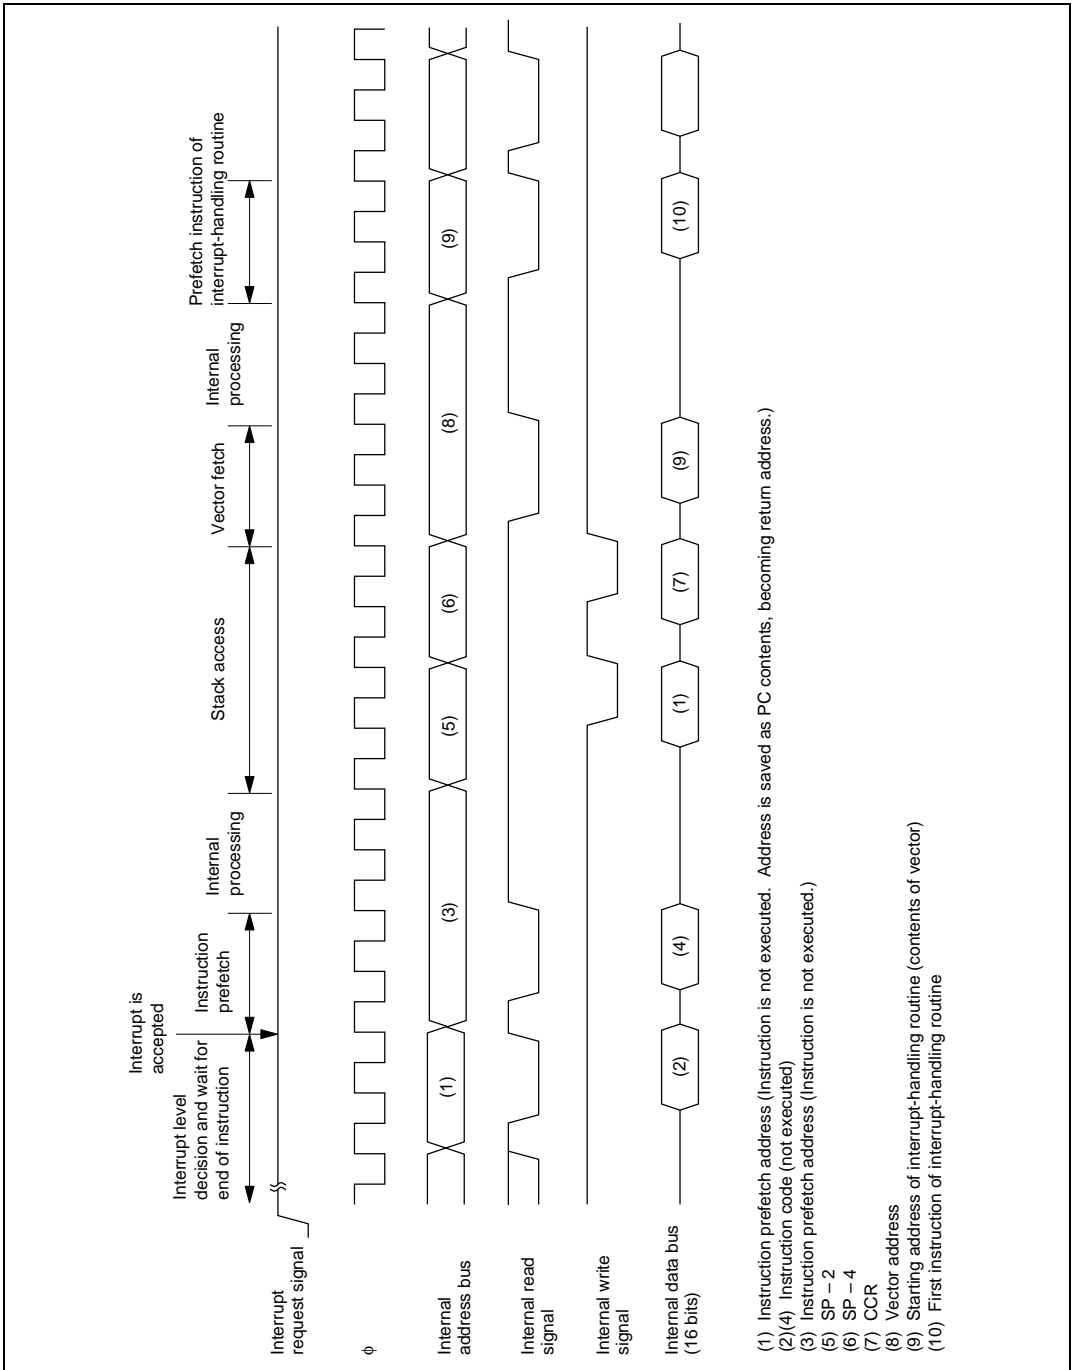 Interrupt is
accepted
Interrupt level
decision and wait for
end of instruction
Instruction
prefetch
Internal
processing
Stack access
Vector fetch
Internal
processing
Prefetch instruction of
interrupt-handling routine
Interrupt
request signal
φ
Internal
address bus
(1)
(3)
(5)
(6)
(8)
(9)
Internal read
signal
Internal write
signal
Internal data bus
(16 bits)
(2)
(4)
(1)
(7)
(9)
(10)
(1) Instruction prefetch address (Instruction is not executed. Address is saved as PC contents, becoming return address.)
(2)(4) Instruction code (not executed)
(3) Instruction prefetch address (Instruction is not executed.)
(5) SP – 2
(6) SP – 4
(7) CCR
(8) Vector address
(9) Starting address of interrupt-handling routine (contents of vector)
(10) First instruction of interrupt-handling routine